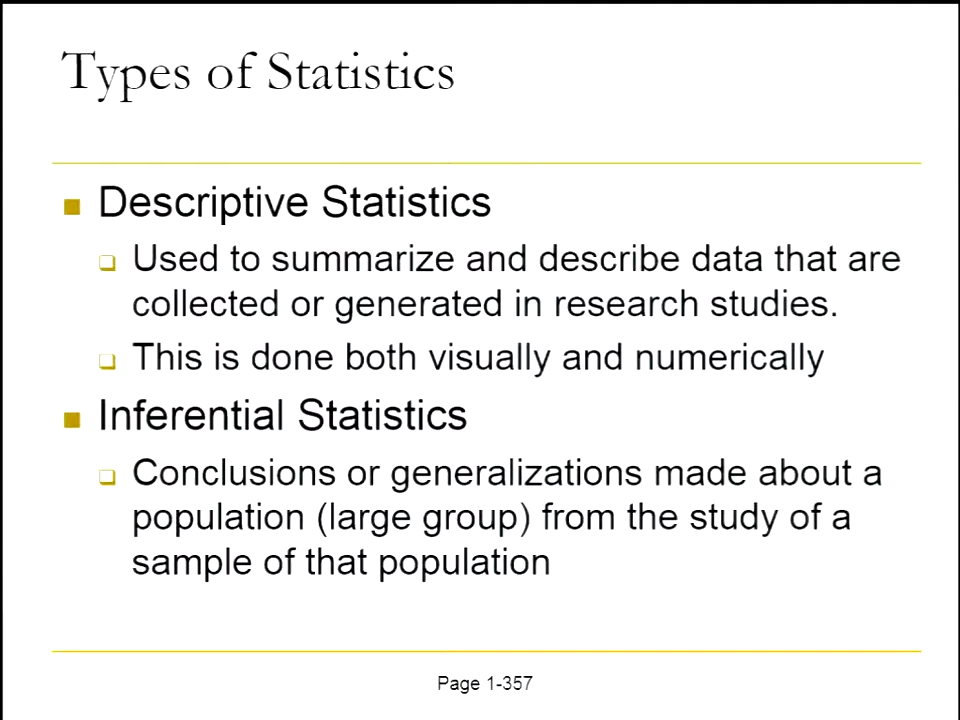 Types of Statistics
Descriptive Statistics
Used to summarize and describe data that are
collected or generated in research studies.
This is done both visually and numerically
Inferential Statistics
Conclusions or generalizations made about a
population (large group) from the study of a
sample of that population
Page 1-357